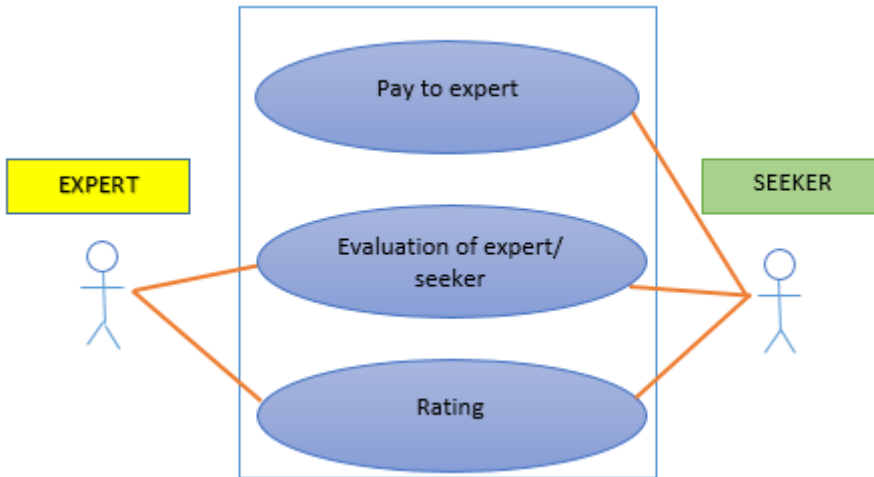 Pay to expert
EXPERT
SEEKER
Evaluation of expert/
seeker
Rating